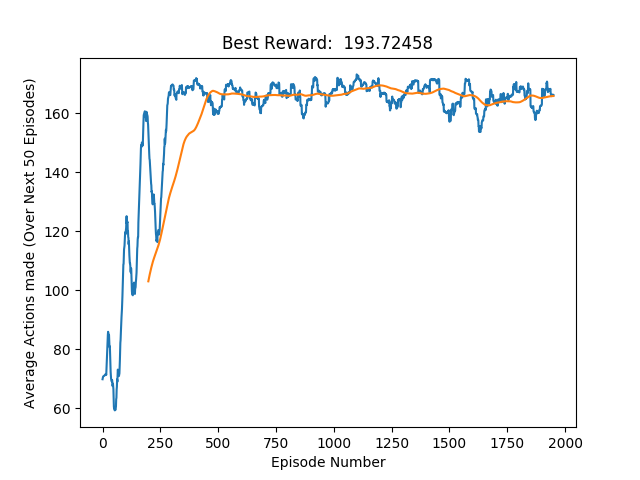 Best Reward:  193.72458
Average Actions made (Over Next 50 Episodes)
160
140
120
100
80
60
0 250 500 750 1000 1250 1500 1750 2000
Episode Number